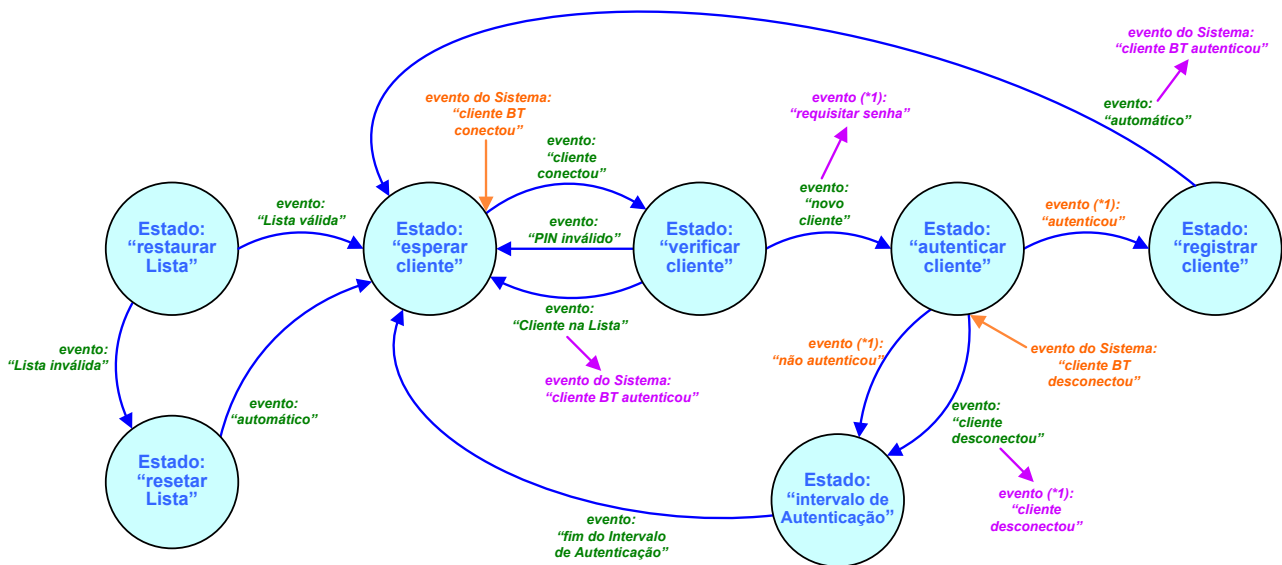 evento do Sistema:
“cliente BT autenticou”
evento:
“automático”
evento do Sistema:
“cliente BT
conectou”
evento (*1):
“requisitar senha”
evento:
“cliente
conectou”
evento:
“Lista válida”
evento:
“PIN inválido”
evento:
“novo
cliente”
evento (*1):
“autenticou”
Estado:
“restaurar
Lista”
Estado:
“esperar
cliente”
Estado:
“verificar
cliente”
Estado:
“autenticar
cliente”
Estado:
“registrar
cliente”
evento:
“Cliente na Lista”
evento do Sistema:
“cliente BT autenticou”
evento (*1):
“não autenticou”
evento do Sistema:
“cliente BT
desconectou”
evento:
“Lista inválida”
evento:
“automático”
evento:
“cliente
desconectou”
Estado:
“resetar
Lista”
Estado:
“intervalo de
Autenticação”
evento (*1):
“cliente
desconectou”
evento:
“fim do Intervalo
de Autenticação”